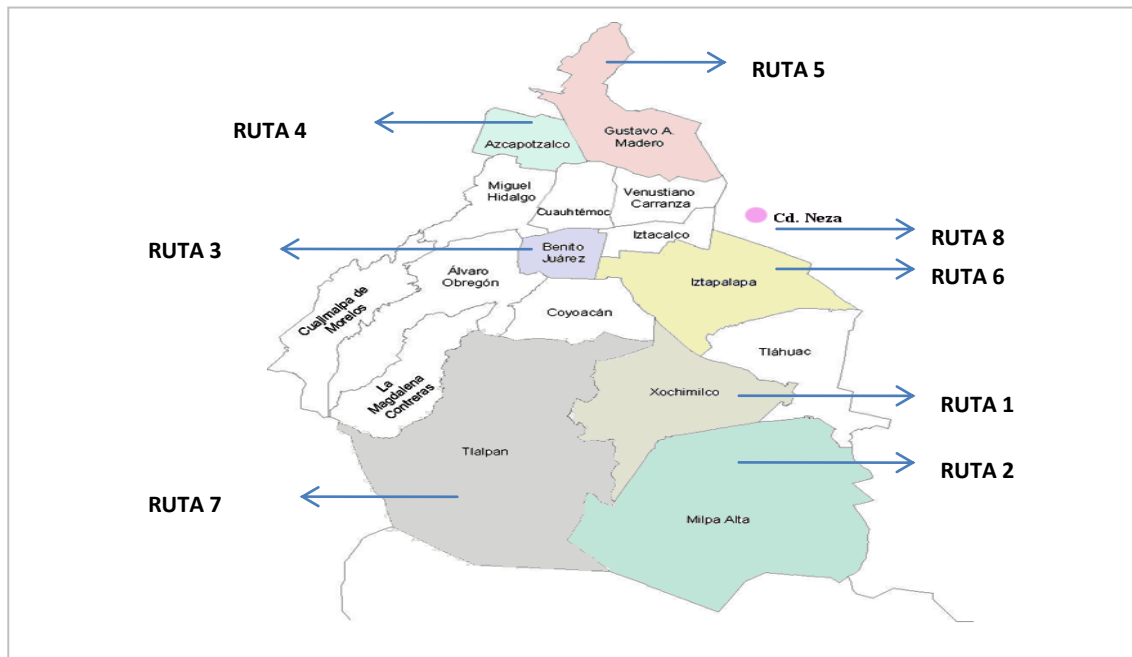 RUTA 5
RUTA 4
Gustavo A.
Madero
Azcapotzalco
Miguel
Hidalgo
Venustiano
Carranza
Cuauhtémoc
Cd. Neza
Iztacalco
RUTA 8
RUTA 3
Benito
Juárez
Álvaro
Obregón
Iztapalapa
RUTA 6
Cuajimalpa de
Morelos
Coyoacán
Tláhuac
La
Magdalena
Contreras
Xochimilco
RUTA 1
Tlalpan
RUTA 2
RUTA 7
Milpa Alta